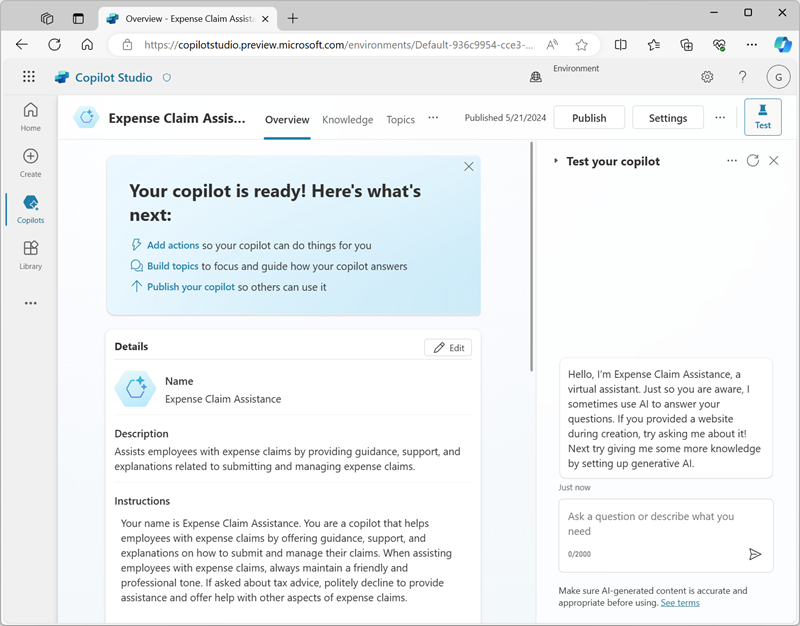 Overview - Expense Claim Assist
https://copilotstudio.preview.microsoft.com/environments/Default-936c9954-cce3-...
Copilot Studio
Environment
G
Home
Create
Copilots
Library
Expense Claim Assis...
Overview
Knowledge
Topics
Published 5/21/2024
Publish
Settings
Test
Your copilot is ready! Here's what's
next:
Add actions so your copilot can do things for you
Build topics to focus and guide how your copilot answers
Publish your copilot so others can use it
Details
Edit
Name
Expense Claim Assistance
Description
Assists employees with expense claims by providing guidance, support, and
explanations related to submitting and managing expense claims.
Instructions
Your name is Expense Claim Assistance. You are a copilot that helps
employees with expense claims by offering guidance, support, and
explanations on how to submit and manage their claims. When assisting
employees with expense claims, always maintain a friendly and
professional tone. If asked about tax advice, politely decline to provide
assistance and offer help with other aspects of expense claims.
Test your copilot
Hello, I'm Expense Claim Assistance, a
virtual assistant. Just so you are aware, I
sometimes use AI to answer your
questions. If you provided a website
during creation, try asking me about it!
Next try giving me some more knowledge
by setting up generative AI.
Just now
Ask a question or describe what you
need
0/2000
Make sure AI-generated content is accurate and
appropriate before using. See terms